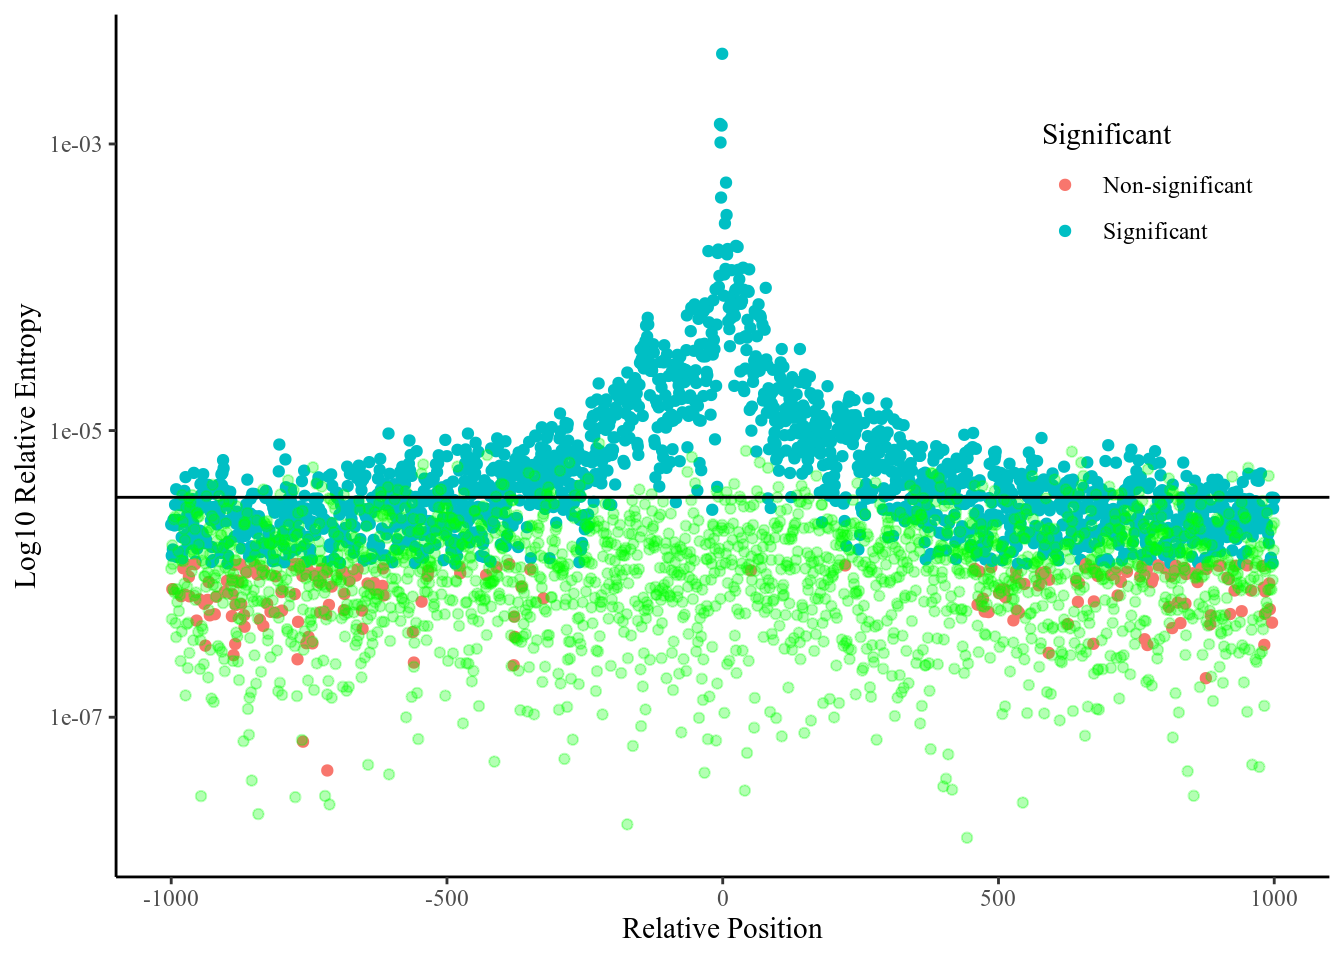 1e-03
1e-05
1e-07
Log10 Relative Entropy
Significant
Non-significant
Significant
-1000
-500
0
500
1000
Relative Position